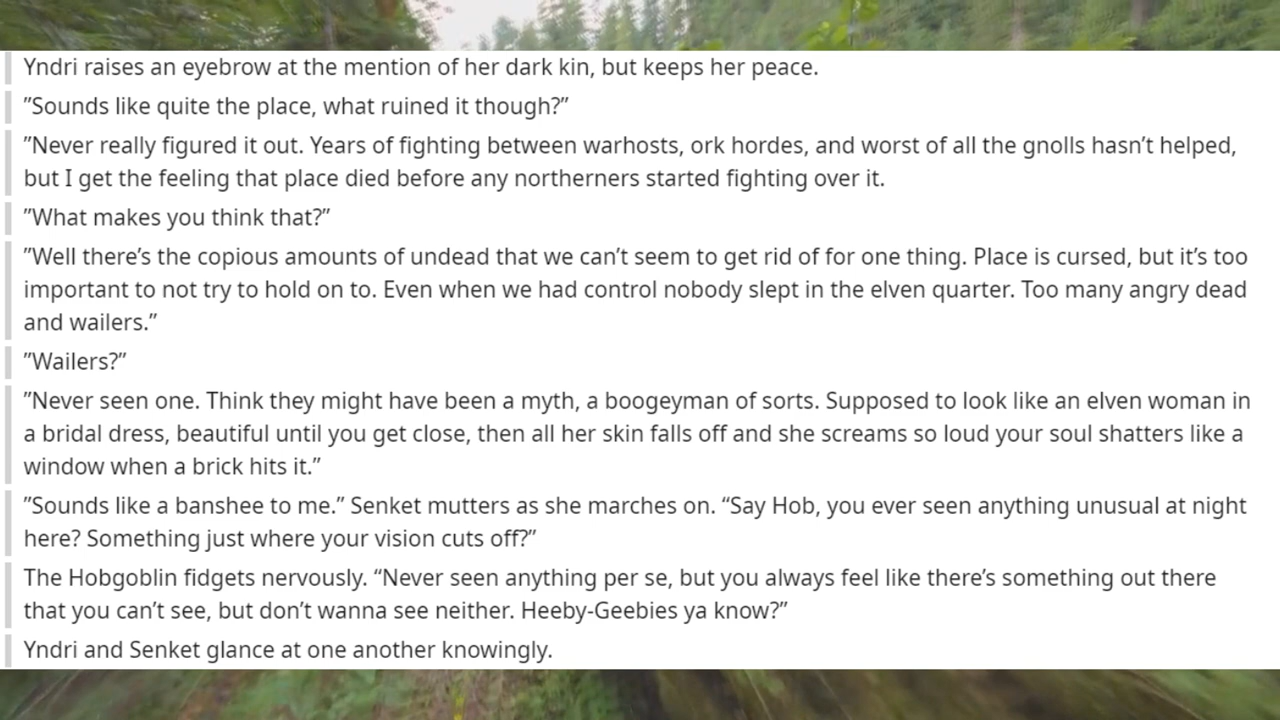 Yndri raises an eyebrow at the mention of her dark kin, but keeps her peace.
”Sounds like quite the place, what ruined it though?”
”Never really figured it out. Years of fighting between warhosts, ork hordes, and worst of all the gnolls hasn’t helped,
but I get the feeling that place died before any northerners started fighting over it.
”What makes you think that?”
”Well there’s the copious amounts of undead that we can’t seem to get rid of for one thing. Place is cursed, but it’s too
important to not try to hold on to. Even when we had control nobody slept in the elven quarter. Too many angry dead
and wailers.”
”Wailers?”
”Never seen one. Think they might have been a myth, a boogeyman of sorts. Supposed to look like an elven woman in
a bridal dress, beautiful until you get close, then all her skin falls off and she screams so loud your soul shatters like a
window when a brick hits it.”
”Sounds like a banshee to me.” Senket mutters as she marches on. “Say Hob, you ever seen anything unusual at night
here? Something just where your vision cuts off?”
The Hobgoblin fidgets nervously. “Never seen anything per se, but you always feel like there’s something out there
that you can’t see, but don’t wanna see neither. Heeby-Geebies ya know?”
Yndri and Senket glance at one another knowingly.